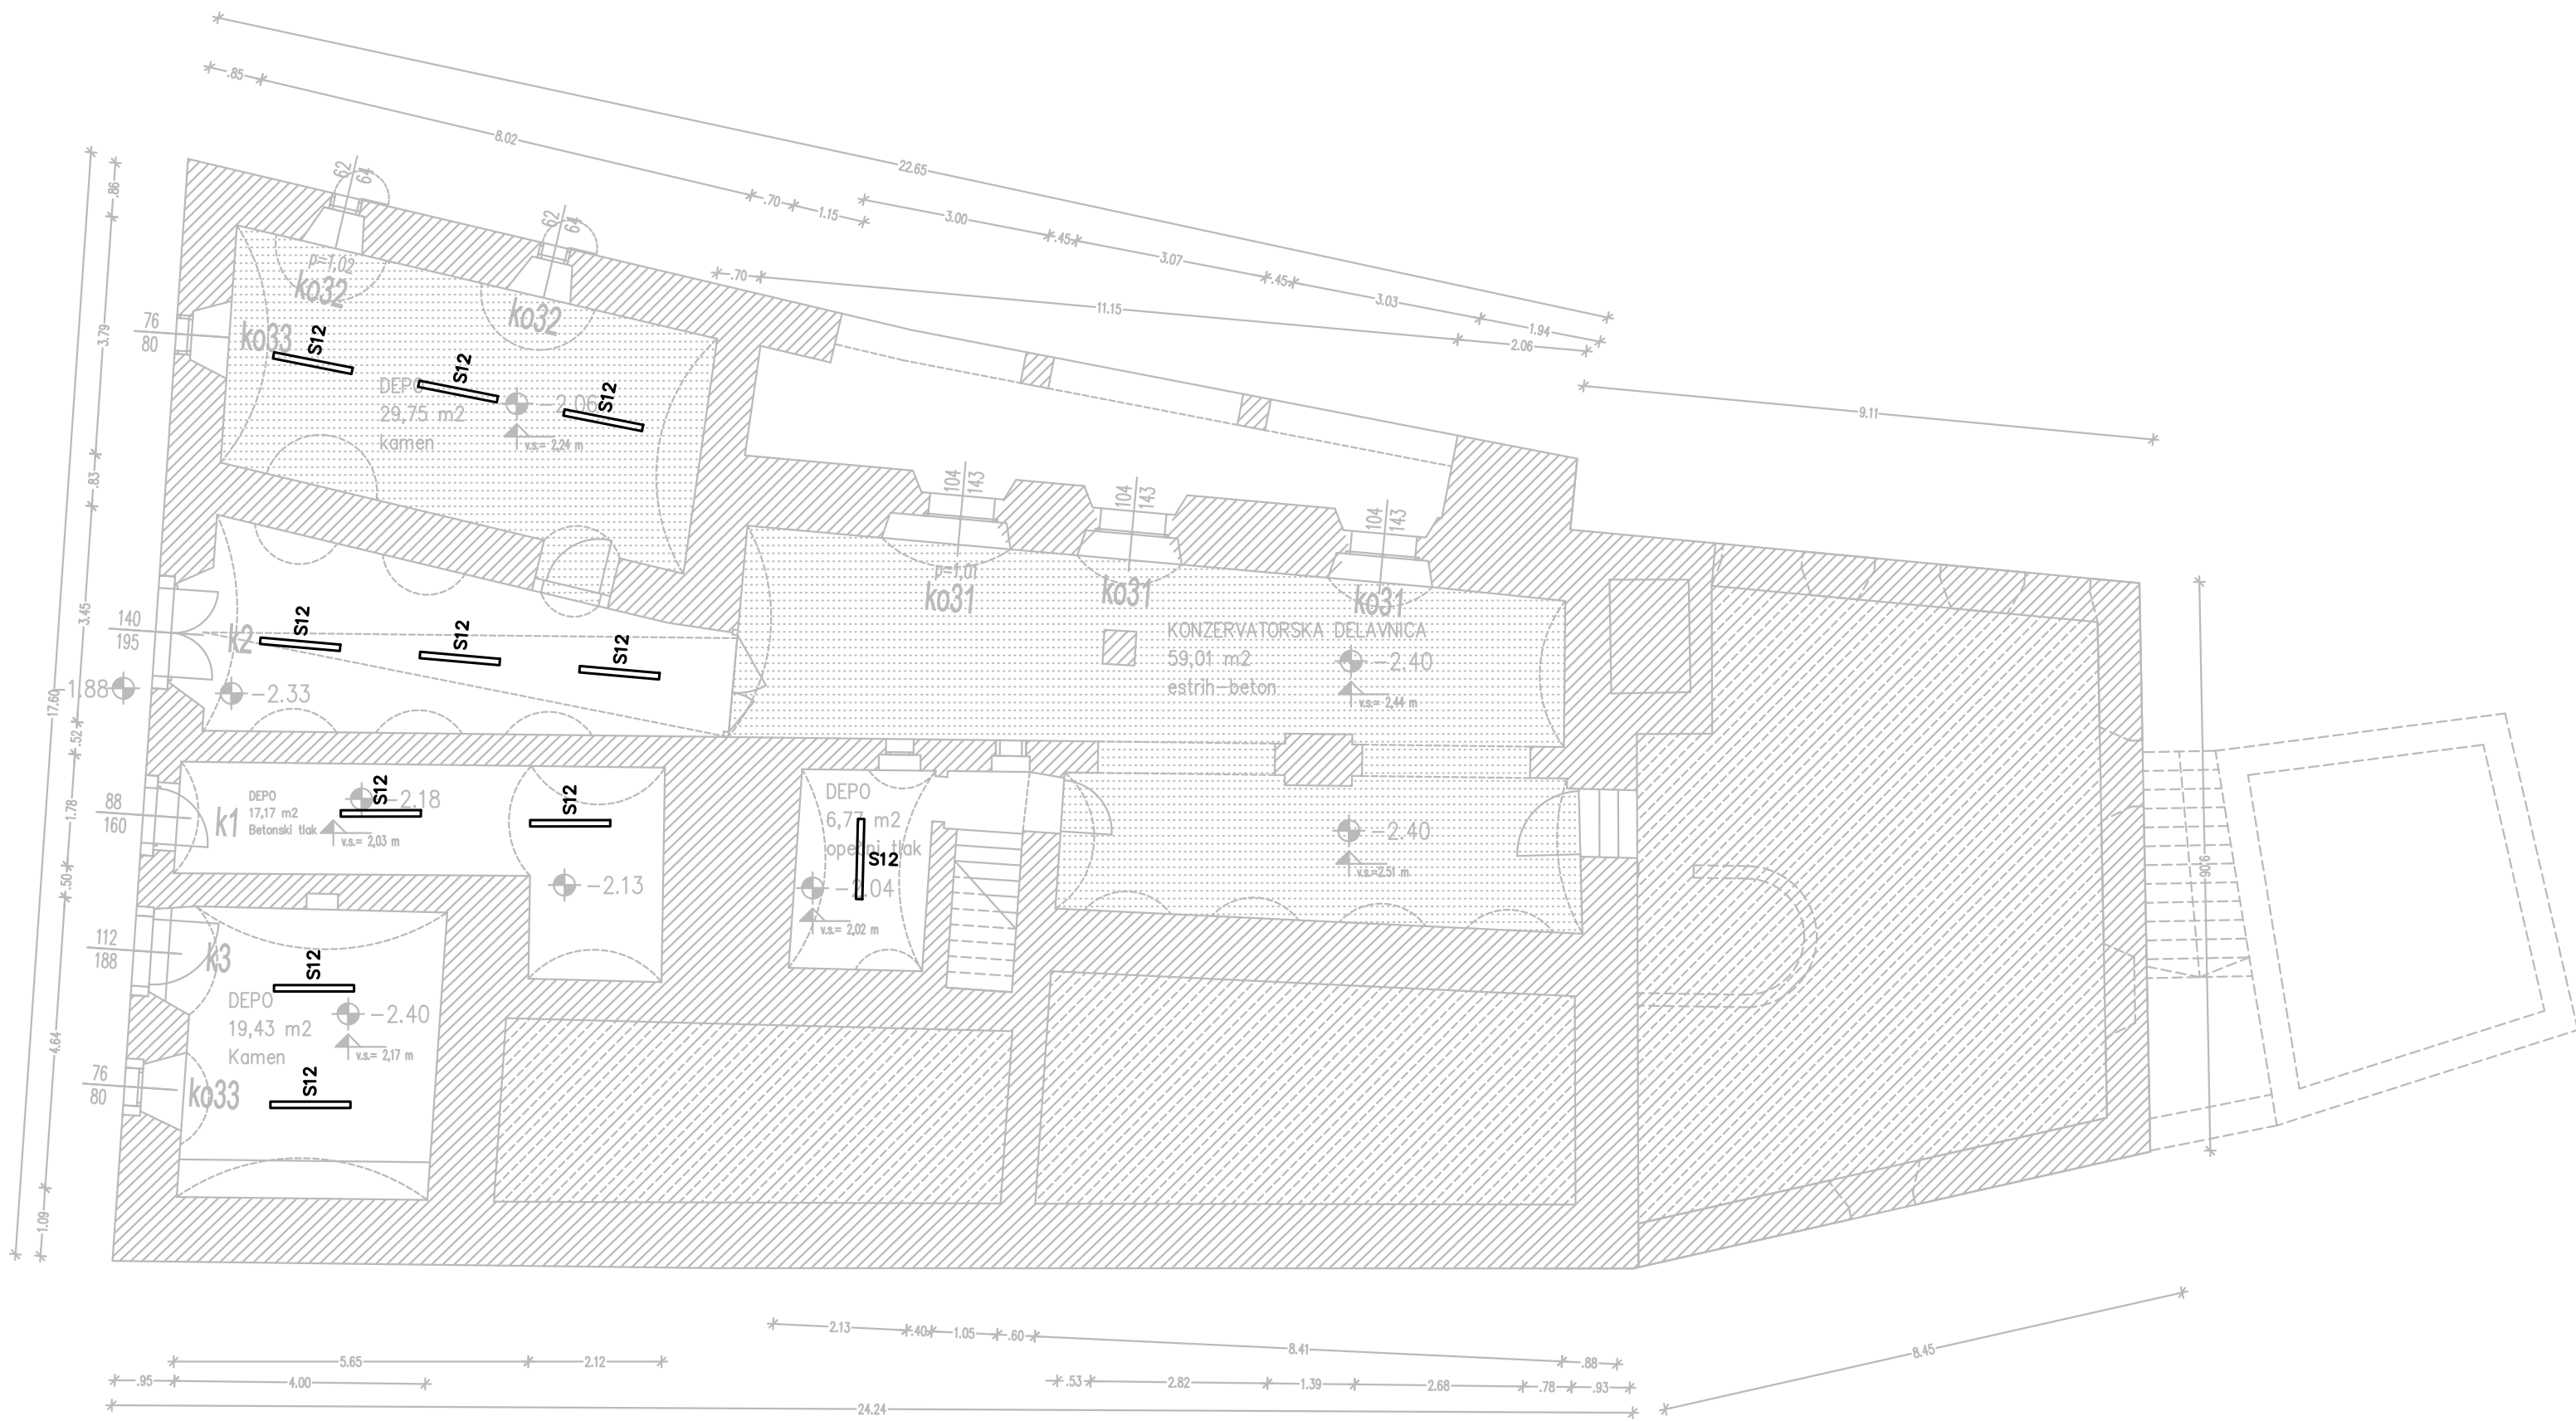 .85
8.02
22.65
.70
1.15
3.00
.45
3.07
.45
3.03
1.94
.70
11.15
2.06
9.11
.86
3.79
.83
3.45
17.60
.52
1.78
.50
4.64
1.09
62
64
62
64
p=1,02
ko32
ko32
76
80
ko33
S12
S12
S12
DEPO
29,75 m2
kamen
-2.06
v.s.= 2,24 m
104
143
104
143
104
143
p=1,01
ko31
ko31
ko31
140
195
k2
S12
S12
S12
-1.88
-2.33
KONZERVATORSKA DELAVNICA
59,01 m2
estrih-beton
-2.40
v.s.= 2,44 m
88
160
k1
DEPO
17,17 m2
Betonski tlak
S12
-2.18
v.s.= 2,03 m
S12
-2.13
DEPO
6,77 m2
opečni tlak
S12
-2.04
v.s.= 2,02 m
-2.40
v.s.=2.51 m
9.06
112
188
k3
S12
DEPO
19,43 m2
Kamen
-2.40
v.s.= 2,17 m
76
80
ko33
S12
2.13
.40
1.05
.60
8.41
.88
8.45
5.65
2.12
.95
4.00
.53
2.82
1.39
2.68
.78
.93
24.24